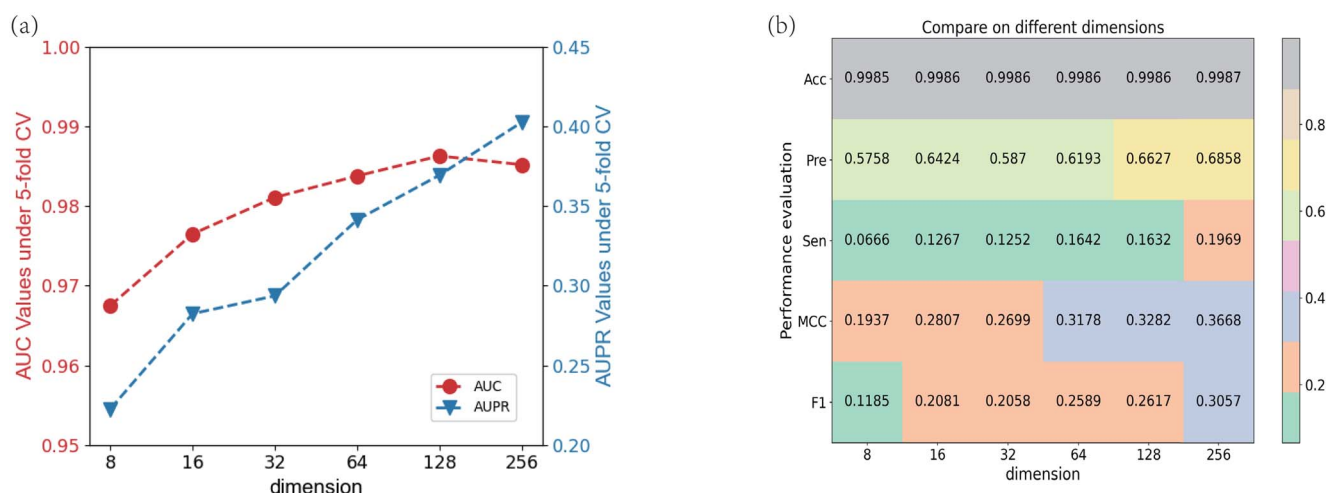 (a)
1.00
0.99
0.98
0.97
0.96
0.95
AUC Values under 5-fold CV
0.45
0.40
0.35
0.30
0.25
0.20
AUPR Values under 5-fold CV
AUC
AUPR
8 16 32 64 128 256
dimension
(b)
Compare on different dimensions
Performance evaluation
Acc 0.9985 0.9986 0.9986 0.9986 0.9986 0.9987
Pre 0.5758 0.6424 0.587 0.6193 0.6627 0.6858
Sen 0.0666 0.1267 0.1252 0.1642 0.1632 0.1969
MCC 0.1937 0.2807 0.2699 0.3178 0.3282 0.3668
F1 0.1185 0.2081 0.2058 0.2589 0.2617 0.3057
8 16 32 64 128 256
dimension
0.8
0.6
0.4
0.2